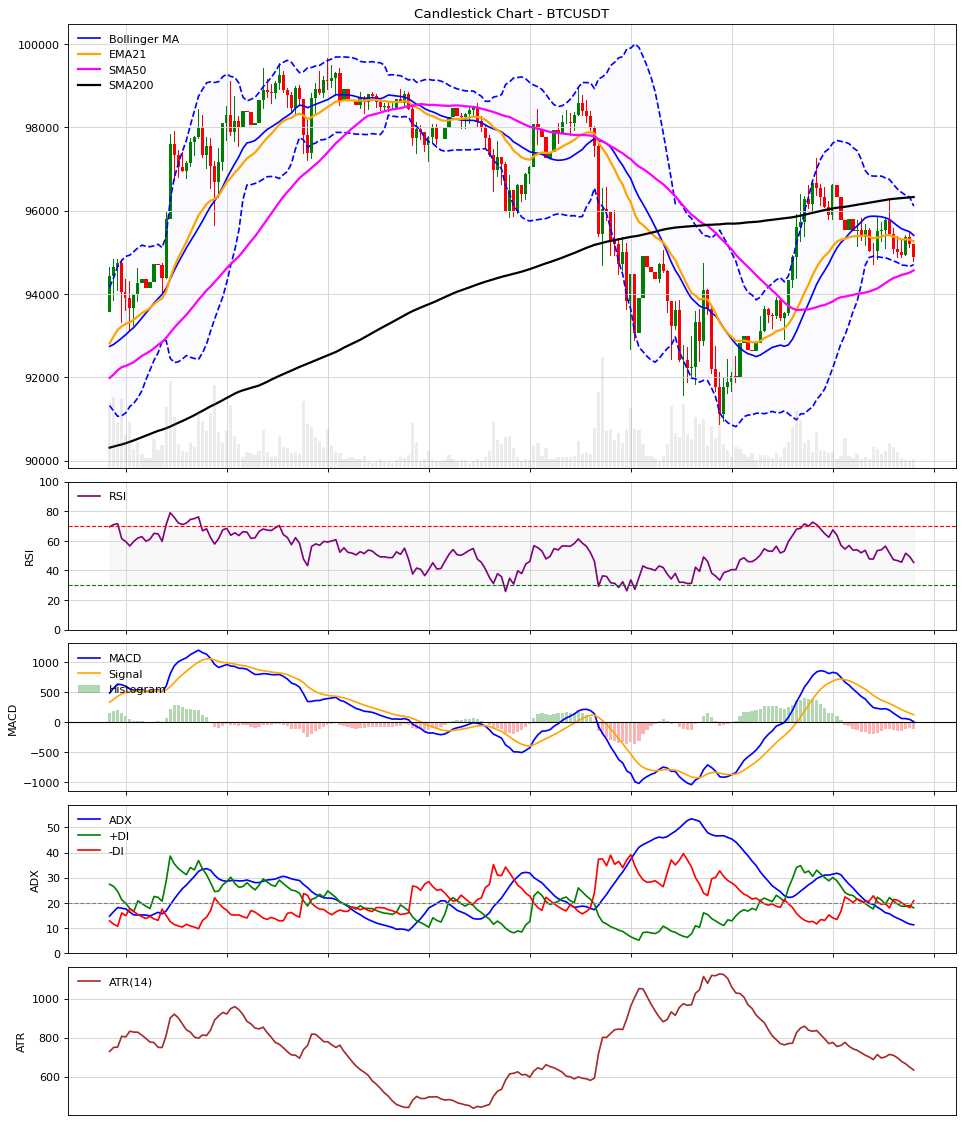 Candlestick Chart - BTCUSDT
Bollinger MA
EMA21
SMA50
SMA200
100000
98000
96000
94000
92000
90000
RSI
RSI
100
80
60
40
20
0
MACD
Signal
Histogram
MACD
1000
500
0
−500
−1000
ADX
+DI
-DI
ADX
50
40
30
20
10
0
ATR(14)
ATR
1000
800
600